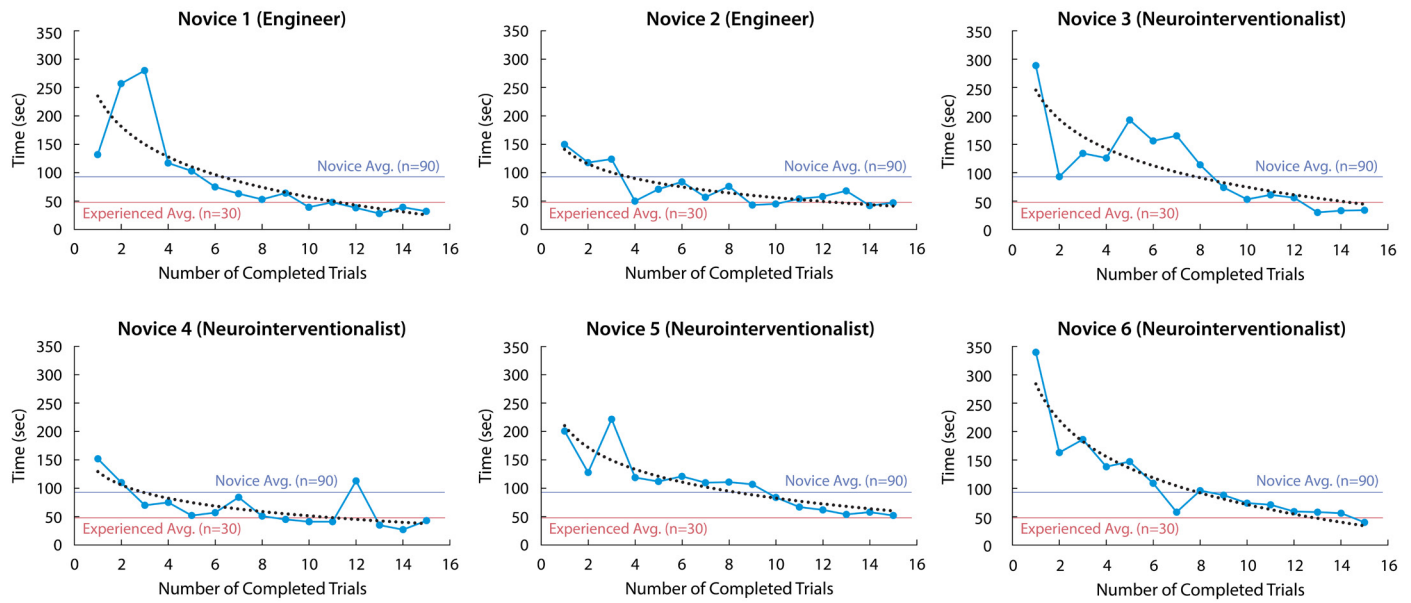 Novice 1 (Engineer)
350
300
250
200
150
100
50
0
Time (sec)
Novice Avg. (n=90)
Experienced Avg. (n=30)
0 2 4 6 8 10 12 14 16
Number of Completed Trials
Novice 2 (Engineer)
350
300
250
200
150
100
50
0
Time (sec)
Novice Avg. (n=90)
Experienced Avg. (n=30)
0 2 4 6 8 10 12 14 16
Number of Completed Trials
Novice 3 (Neurointerventionalist)
350
300
250
200
150
100
50
0
Time (sec)
Novice Avg. (n=90)
Experienced Avg. (n=30)
0 2 4 6 8 10 12 14 16
Number of Completed Trials
Novice 4 (Neurointerventionalist)
350
300
250
200
150
100
50
0
Time (sec)
Novice Avg. (n=90)
Experienced Avg. (n=30)
0 2 4 6 8 10 12 14 16
Number of Completed Trials
Novice 5 (Neurointerventionalist)
350
300
250
200
150
100
50
0
Time (sec)
Novice Avg. (n=90)
Experienced Avg. (n=30)
0 2 4 6 8 10 12 14 16
Number of Completed Trials
Novice 6 (Neurointerventionalist)
350
300
250
200
150
100
50
0
Time (sec)
Novice Avg. (n=90)
Experienced Avg. (n=30)
0 2 4 6 8 10 12 14 16
Number of Completed Trials